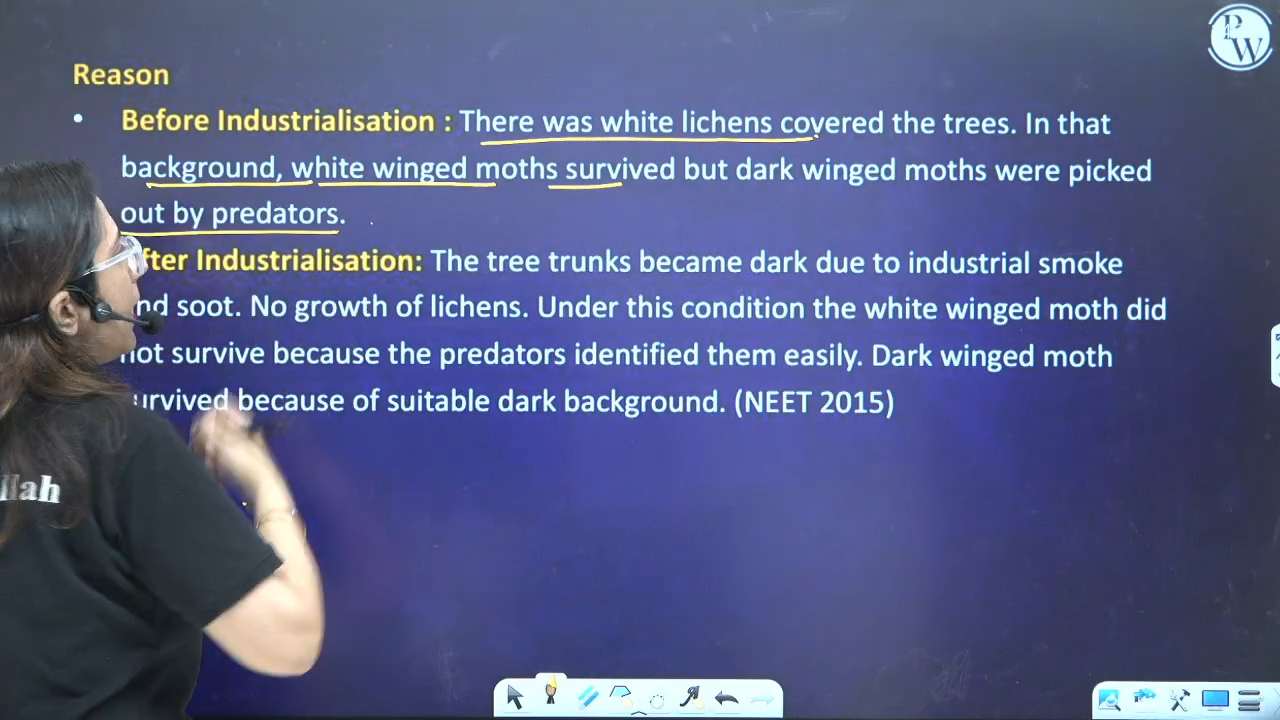 P
W
Reason
• Before Industrialisation : There was white lichens covered the trees. In that
background, white winged moths survived but dark winged moths were picked
out by predators.
fter Industrialisation: The tree trunks became dark due to industrial smoke
nd soot. No growth of lichens. Under this condition the white winged moth did
not survive because the predators identified them easily. Dark winged moth
urvived because of suitable dark background. (NEET 2015)
llah